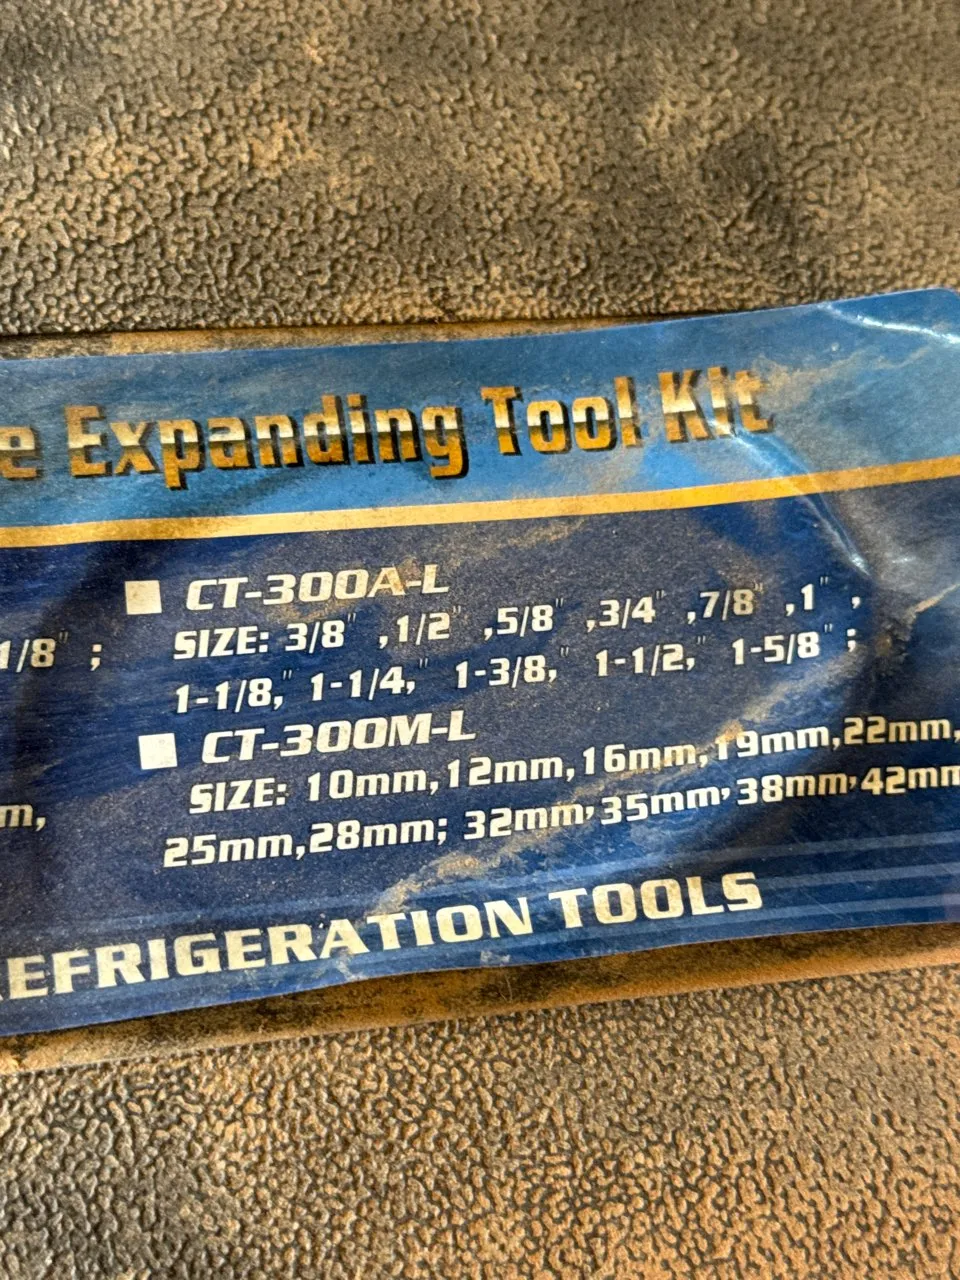 e Expanding Tool Kit
■ CT-300A-L
1/8" ; SIZE: 3/8" ,1/2" ,5/8" ,3/4" ,7/8" ,1" ,
1-1/8," 1-1/4," 1-3/8," 1-1/2," 1-5/8" ;
■ CT-300M-L
m, SIZE: 10mm,12mm,16mm,19mm,22mm,
25mm,28mm; 32mm,35mm,38mm,42mm
EFRIGERATION TOOLS